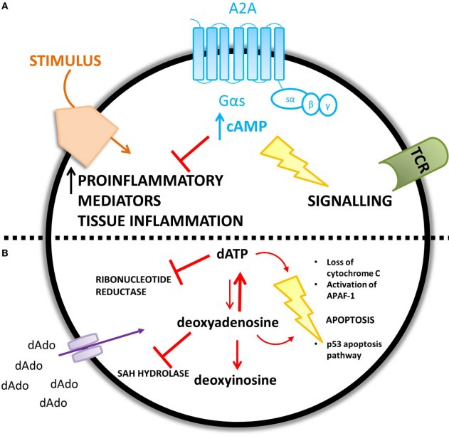 A
A2A
STIMULUS
Gαs
sα
β
γ
cAMP
TCR
PROINFLAMMATORY
MEDIATORS
TISSUE INFLAMMATION
SIGNALLING
B
dATP
RIBONUCLEOTIDE
REDUCTASE
• Loss of
cytochrome C
• Activation of
APAF-1
deoxyadenosine
APOPTOSIS
• p53 apoptosis
pathway
SAH HYDROLASE
deoxyinosine
dAdo
dAdo
dAdo
dAdo
dAdo